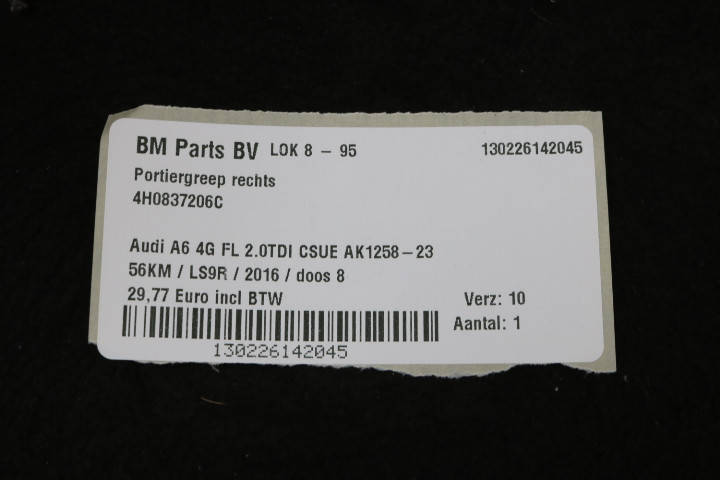 BM Parts BV LOK 8 – 95 130226142045
Portiergreep rechts
4H0837206C
Audi A6 4G FL 2.0TDI CSUE AK1258–23
56KM / LS9R / 2016 / doos 8
29,77 Euro incl BTW Verz: 10
Aantal: 1
130226142045